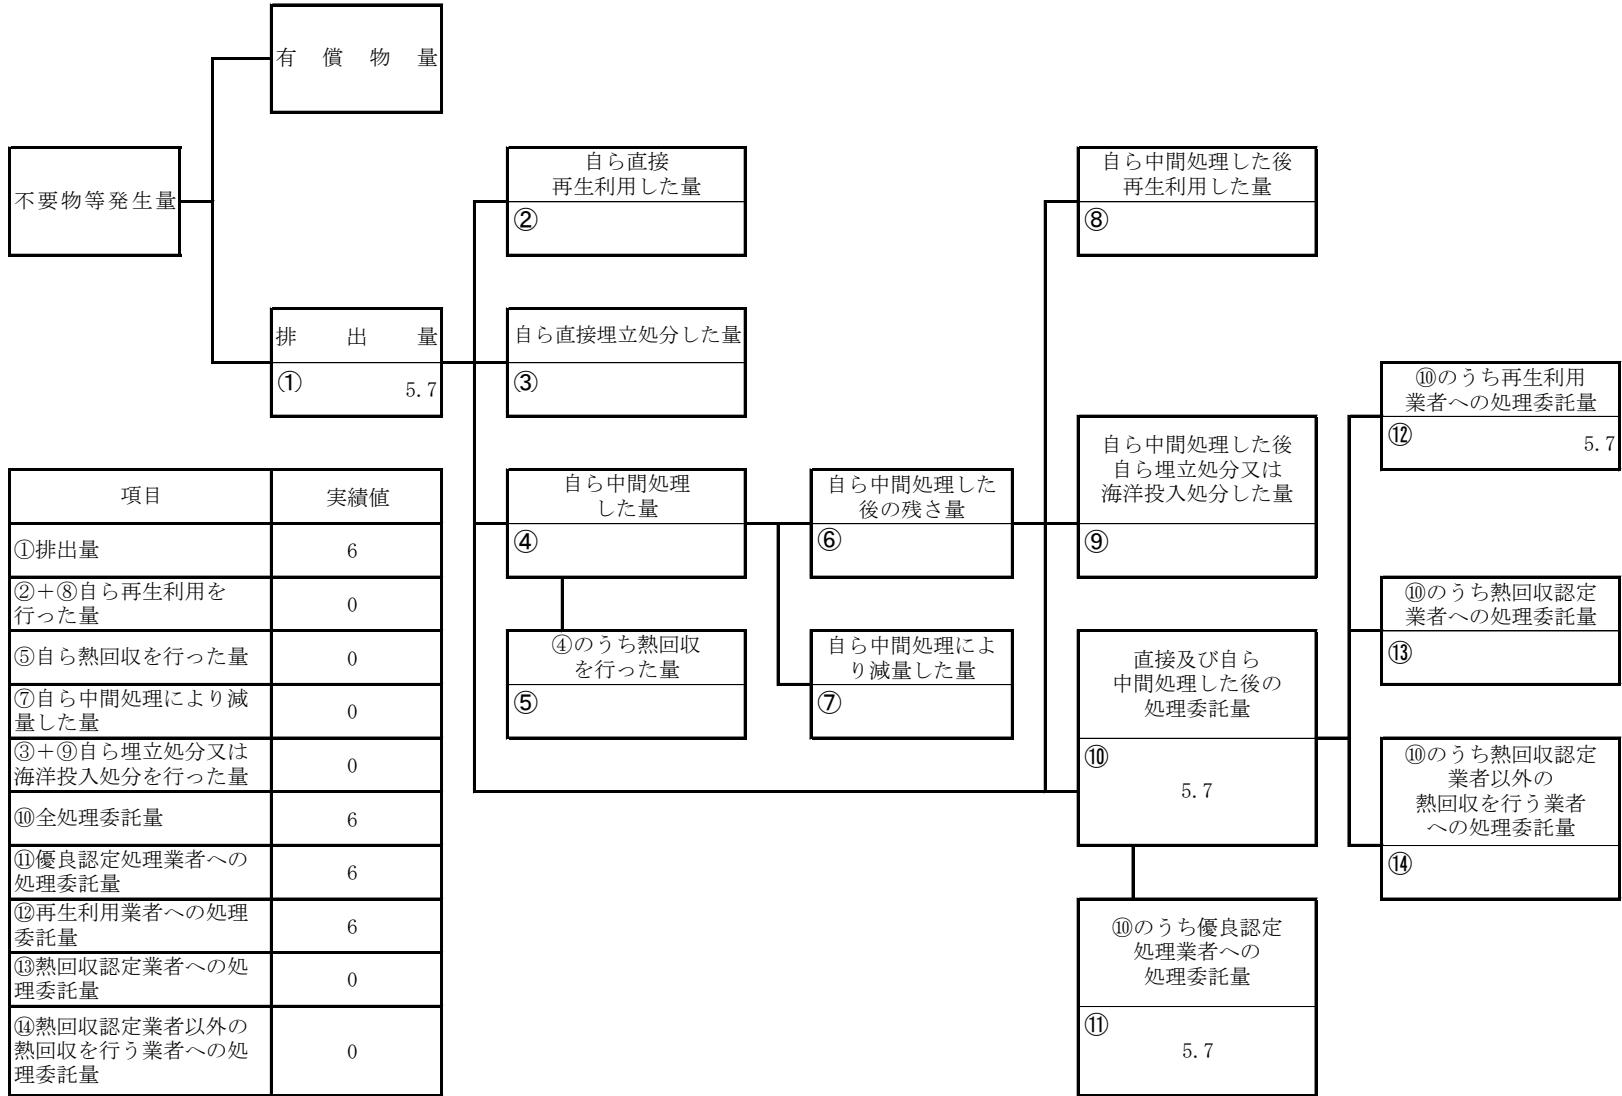 有償物量
不要物等発生量
排出量
① 5.7
自ら直接
再生利用した量
②
自ら直接埋立処分した量
③
自ら中間処理
した量
④
④のうち熱回収
を行った量
⑤
自ら中間処理した
後の残さ量
⑥
自ら中間処理によ
り減量した量
⑦
自ら中間処理した後
再生利用した量
⑧
自ら中間処理した後
自ら埋立処分又は
海洋投入処分した量
⑨
直接及び自ら
中間処理した後の
処理委託量
⑩
5.7
⑩のうち優良認定
処理業者への
処理委託量
⑪
5.7
⑩のうち再生利用
業者への処理委託量
⑫ 5.7
⑩のうち熱回収認定
業者への処理委託量
⑬
⑩のうち熱回収認定
業者以外の
熱回収を行う業者
への処理委託量
⑭
項目 実績値
①排出量 6
②+⑧自ら再生利用を
行った量 0
⑤自ら熱回収を行った量 0
⑦自ら中間処理により減
量した量 0
③+⑨自ら埋立処分又は
海洋投入処分を行った量 0
⑩全処理委託量 6
⑪優良認定処理業者への
処理委託量 6
⑫再生利用業者への処理
委託量 6
⑬熱回収認定業者への処
理委託量 0
⑭熱回収認定業者以外の
熱回収を行う業者への処
理委託量 0